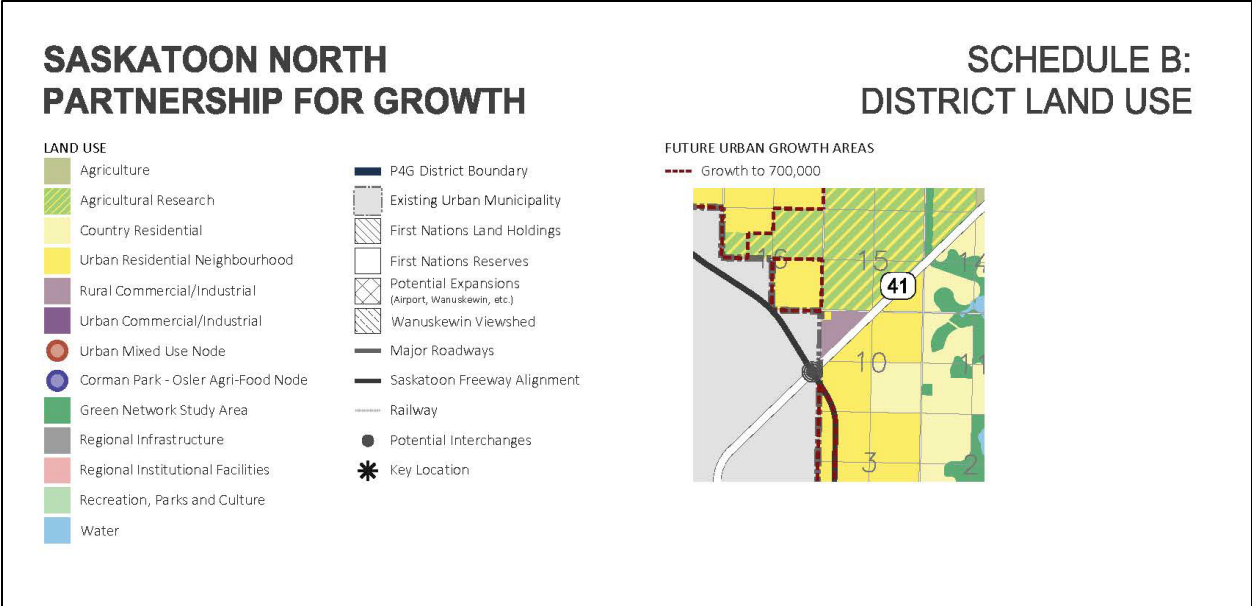 SASKATOON NORTH
PARTNERSHIP FOR GROWTH
SCHEDULE B:
DISTRICT LAND USE
LAND USE
Agriculture
Agricultural Research
Country Residential
Urban Residential Neighbourhood
Rural Commercial/Industrial
Urban Commercial/Industrial
Urban Mixed Use Node
Corman Park - Osler Agri-Food Node
Green Network Study Area
Regional Infrastructure
Regional Institutional Facilities
Recreation, Parks and Culture
Water
P4G District Boundary
Existing Urban Municipality
First Nations Land Holdings
First Nations Reserves
Potential Expansions
(Airport, Wanuskewin, etc.)
Wanuskewin Viewshed
Major Roadways
Saskatoon Freeway Alignment
Railway
Potential Interchanges
Key Location
FUTURE URBAN GROWTH AREAS
Growth to 700,000
16
15
14
41
10
11
3
2